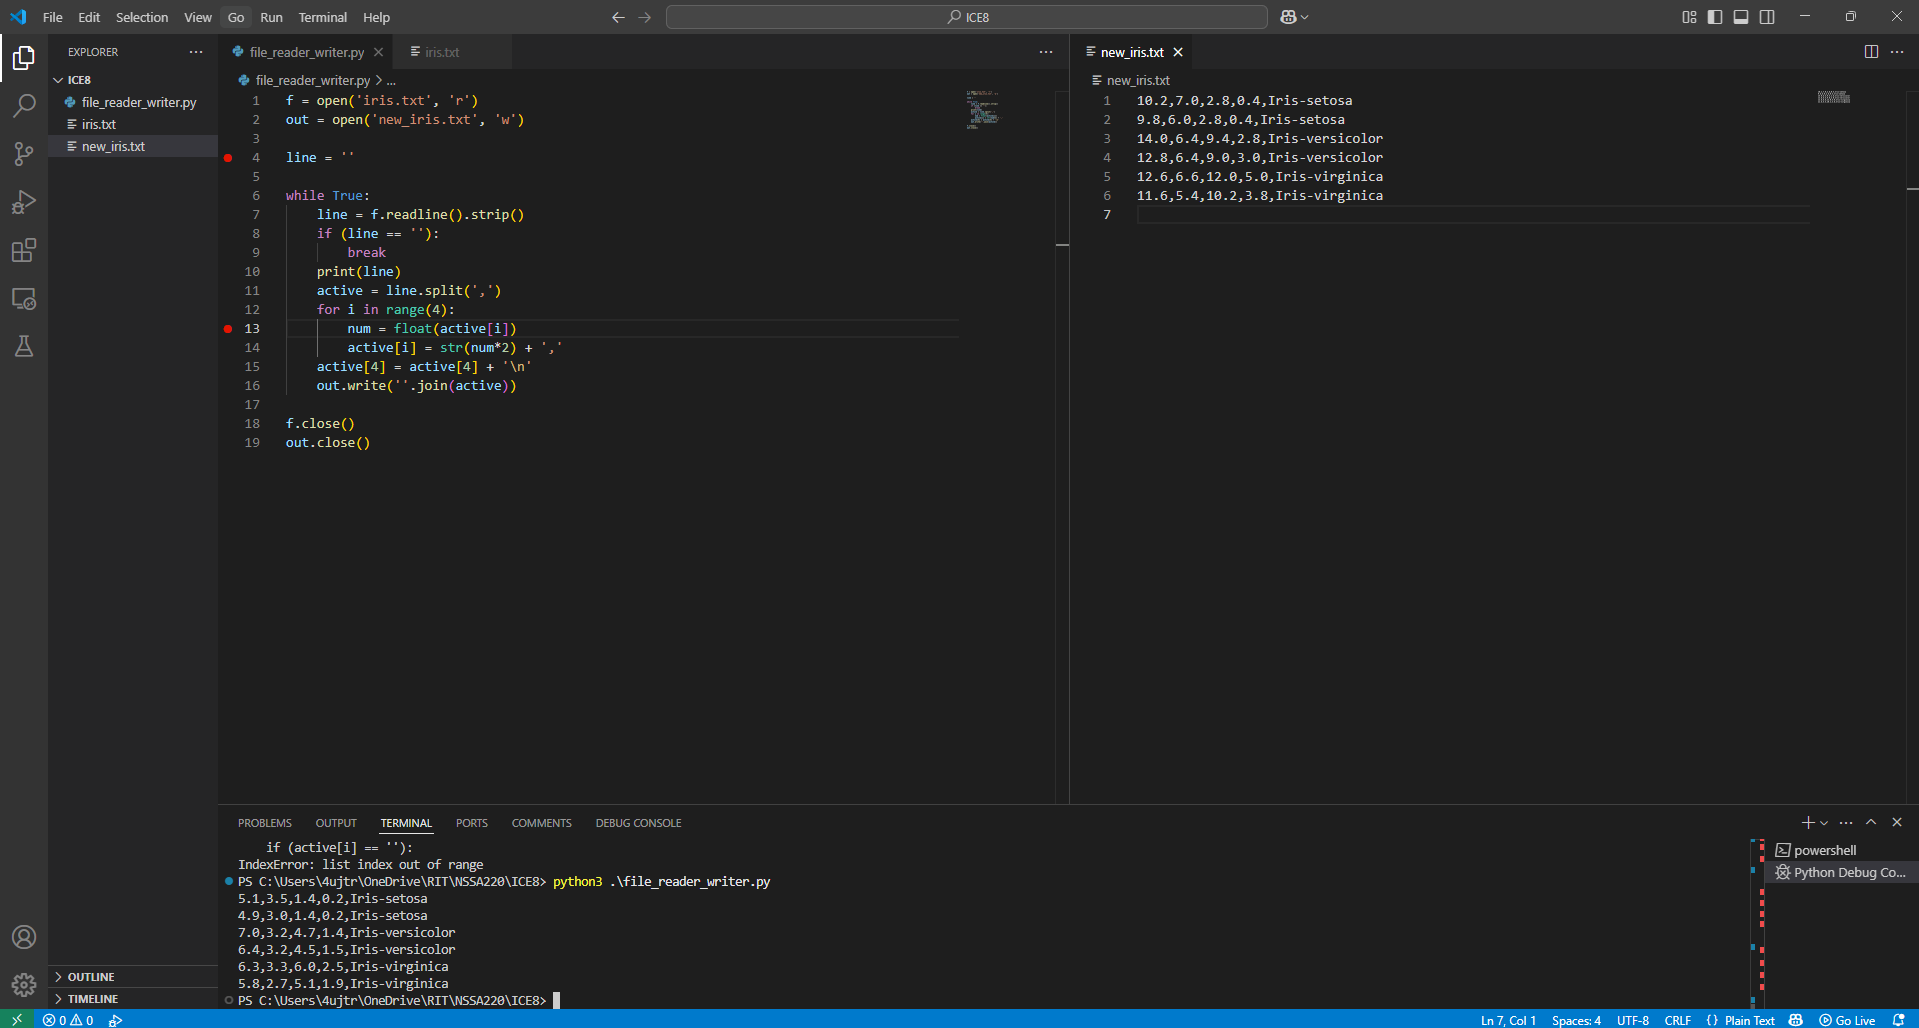 File Edit Selection View Go Run Terminal Help
ICE8
EXPLORER
ICE8
file_reader_writer.py
iris.txt
new_iris.txt
OUTLINE
TIMELINE
file_reader_writer.py
iris.txt
file_reader_writer.py > ...
1 f = open('iris.txt', 'r')
2 out = open('new_iris.txt', 'w')
3
4 line = ''
5
6 while True:
7 line = f.readline().strip()
8 if (line == ''):
9 break
10 print(line)
11 active = line.split(',')
12 for i in range(4):
13 num = float(active[i])
14 active[i] = str(num*2) + ','
15 active[4] = active[4] + '\n'
16 out.write(''.join(active))
17
18 f.close()
19 out.close()
new_iris.txt
new_iris.txt
1 10.2,7.0,2.8,0.4,Iris-setosa
2 9.8,6.0,2.8,0.4,Iris-setosa
3 14.0,6.4,9.4,2.8,Iris-versicolor
4 12.8,6.4,9.0,3.0,Iris-versicolor
5 12.6,6.6,12.0,5.0,Iris-virginica
6 11.6,5.4,10.2,3.8,Iris-virginica
7
PROBLEMS OUTPUT TERMINAL PORTS COMMENTS DEBUG CONSOLE
if (active[i] == ''):
IndexError: list index out of range
PS C:\Users\4ujtr\OneDrive\RIT\NSSA220\ICE8> python3 .\file_reader_writer.py
5.1,3.5,1.4,0.2,Iris-setosa
4.9,3.0,1.4,0.2,Iris-setosa
7.0,3.2,4.7,1.4,Iris-versicolor
6.4,3.2,4.5,1.5,Iris-versicolor
6.3,3.3,6.0,2.5,Iris-virginica
5.8,2.7,5.1,1.9,Iris-virginica
PS C:\Users\4ujtr\OneDrive\RIT\NSSA220\ICE8>
powershell
Python Debug Co...
0 0
Ln 7, Col 1 Spaces: 4 UTF-8 CRLF {} Plain Text Go Live